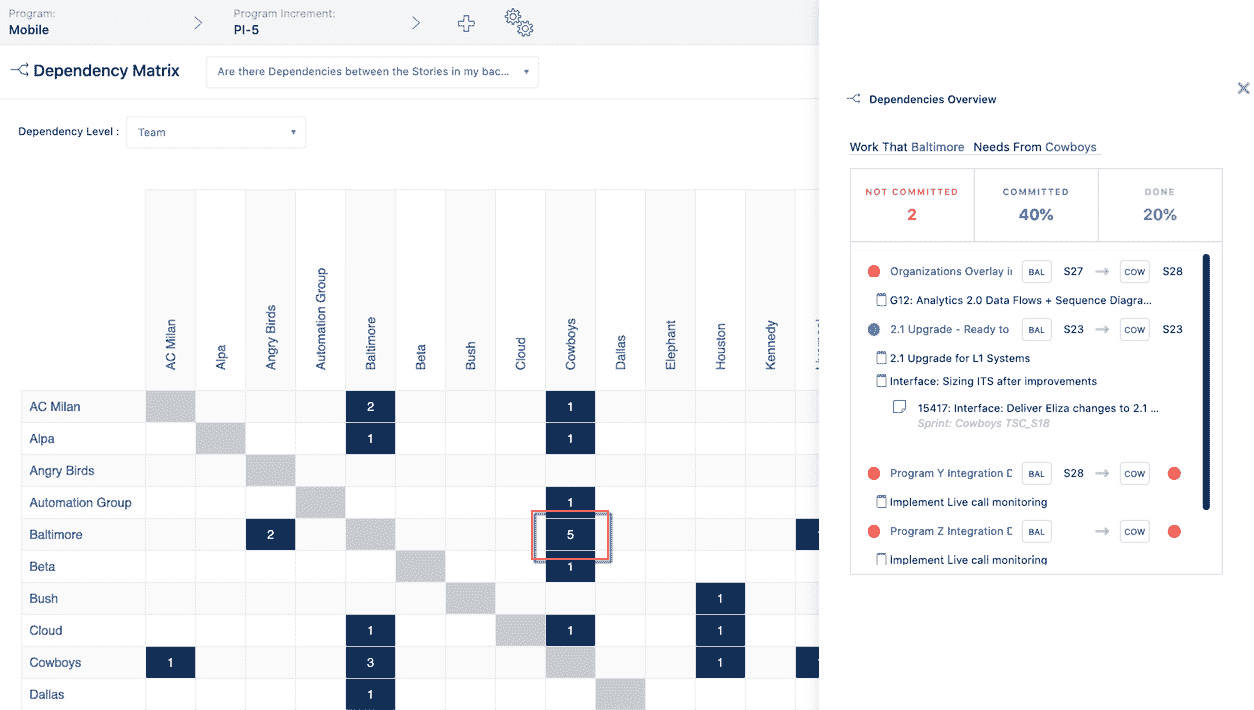 Program: Program Increment:
Mobile PI-5
Dependency Matrix Are there Dependencies between the Stories in my bac...
Dependency Level : Team
AC Milan Alpa Angry Birds Automation Group Baltimore Beta Bush Cloud Cowboys Dallas Elephant Houston Kennedy
AC Milan 2 1
Alpa 1 1
Angry Birds
Automation Group 1
Baltimore 2 5
Beta 1
Bush 1
Cloud 1 1 1
Cowboys 1 3 1
Dallas 1
Dependencies Overview
Work That Baltimore Needs From Cowboys
NOT COMMITTED COMMITTED DONE
2 40% 20%
Organizations Overlay BAL S27 COW S28
G12: Analytics 2.0 Data Flows + Sequence Diagra...
2.1 Upgrade - Ready to BAL S23 COW S23
2.1 Upgrade for L1 Systems
Interface: Sizing ITS after improvements
15417: Interface: Deliver Eliza changes to 2.1 ...
Sprint: Cowboys TSC_S18
Program Y Integration BAL S28 COW
Implement Live call monitoring
Program Z Integration BAL COW
Implement Live call monitoring